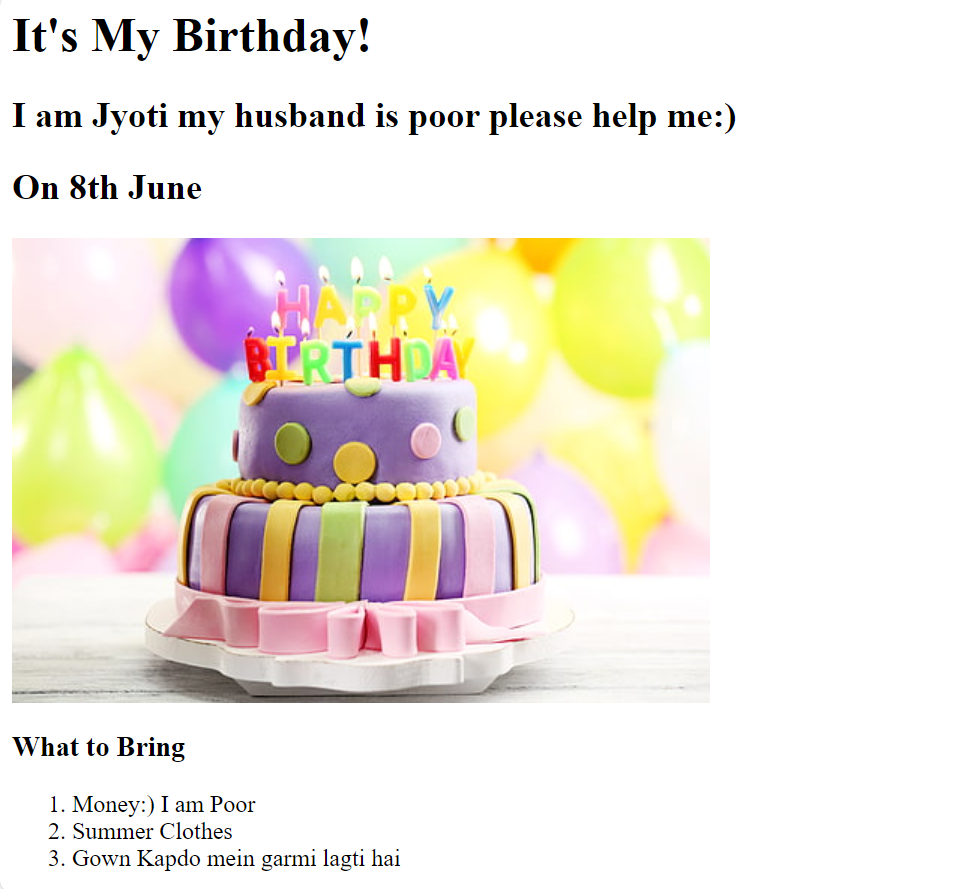 It's My Birthday!
I am Jyoti my husband is poor please help me:)
On 8th June
HAPPY
BIRTHDAY
What to Bring
1. Money:) I am Poor
2. Summer Clothes
3. Gown Kapdo mein garmi lagti hai